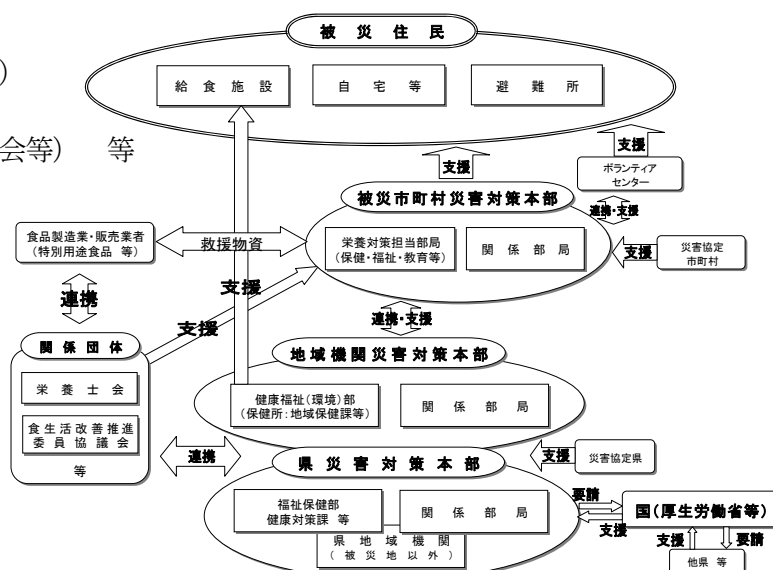 被災住民
)
給食施設
自宅等
避難所
会等) 等
支援
支援
ボランティア
センター
被災市町村災害対策本部
連携・支援
食品製造業・販売業者
(特別用途食品 等)
救援物資
栄養対策担当部局
(保健・福祉・教育等)
関係部局
支援
災害協定
市町村
支援
連携
支援
連携・支援
関係団体
地域機関災害対策本部
栄養士会
健康福祉(環境)部
(保健所:地域保健課等)
関係部局
食生活改善推進
委員協議会
等
連携
県災害対策本部
支援
災害協定県
福祉保健部
健康対策課 等
関係部局
要請
国(厚生労働省等)
支援
県地域機関
(被災地以外)
支援
要請
他県 等